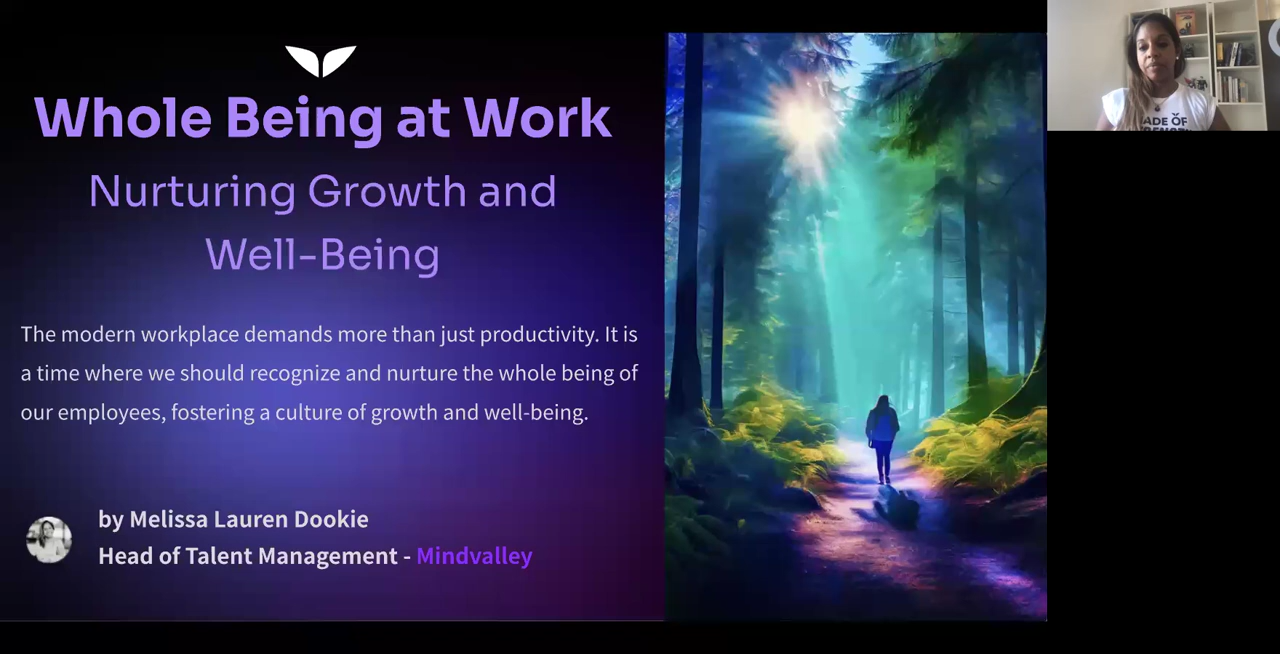 Whole Being at Work
Nurturing Growth and
Well-Being
The modern workplace demands more than just productivity. It is
a time where we should recognize and nurture the whole being of
our employees, fostering a culture of growth and well-being.
by Melissa Lauren Dookie
Head of Talent Management - Mindvalley